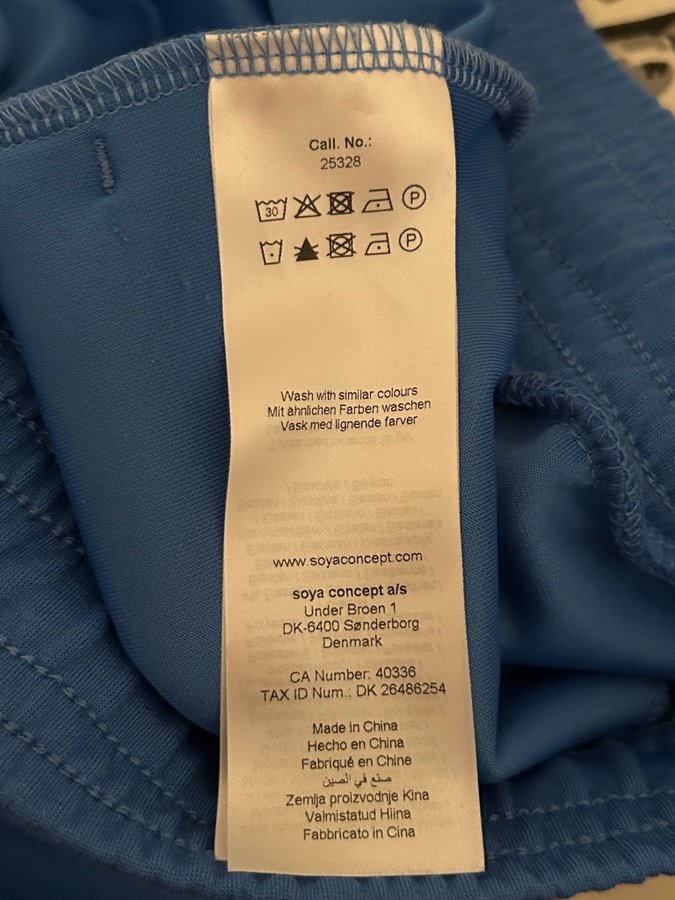 Call. No.:
25328
30 P
P
Wash with similar colours
Mit ähnlichen Farben waschen
Vask med lignende farver
www.soyaconcept.com
soya concept a/s
Under Broen 1
DK-6400 Sønderborg
Denmark
CA Number: 40336
TAX ID Num.: DK 26486254
Made in China
Hecho en China
Fabriqué en Chine
صنع في الصين
Zemlja proizvodnje Kina
Valmistatud Hiina
Fabbricato in Cina